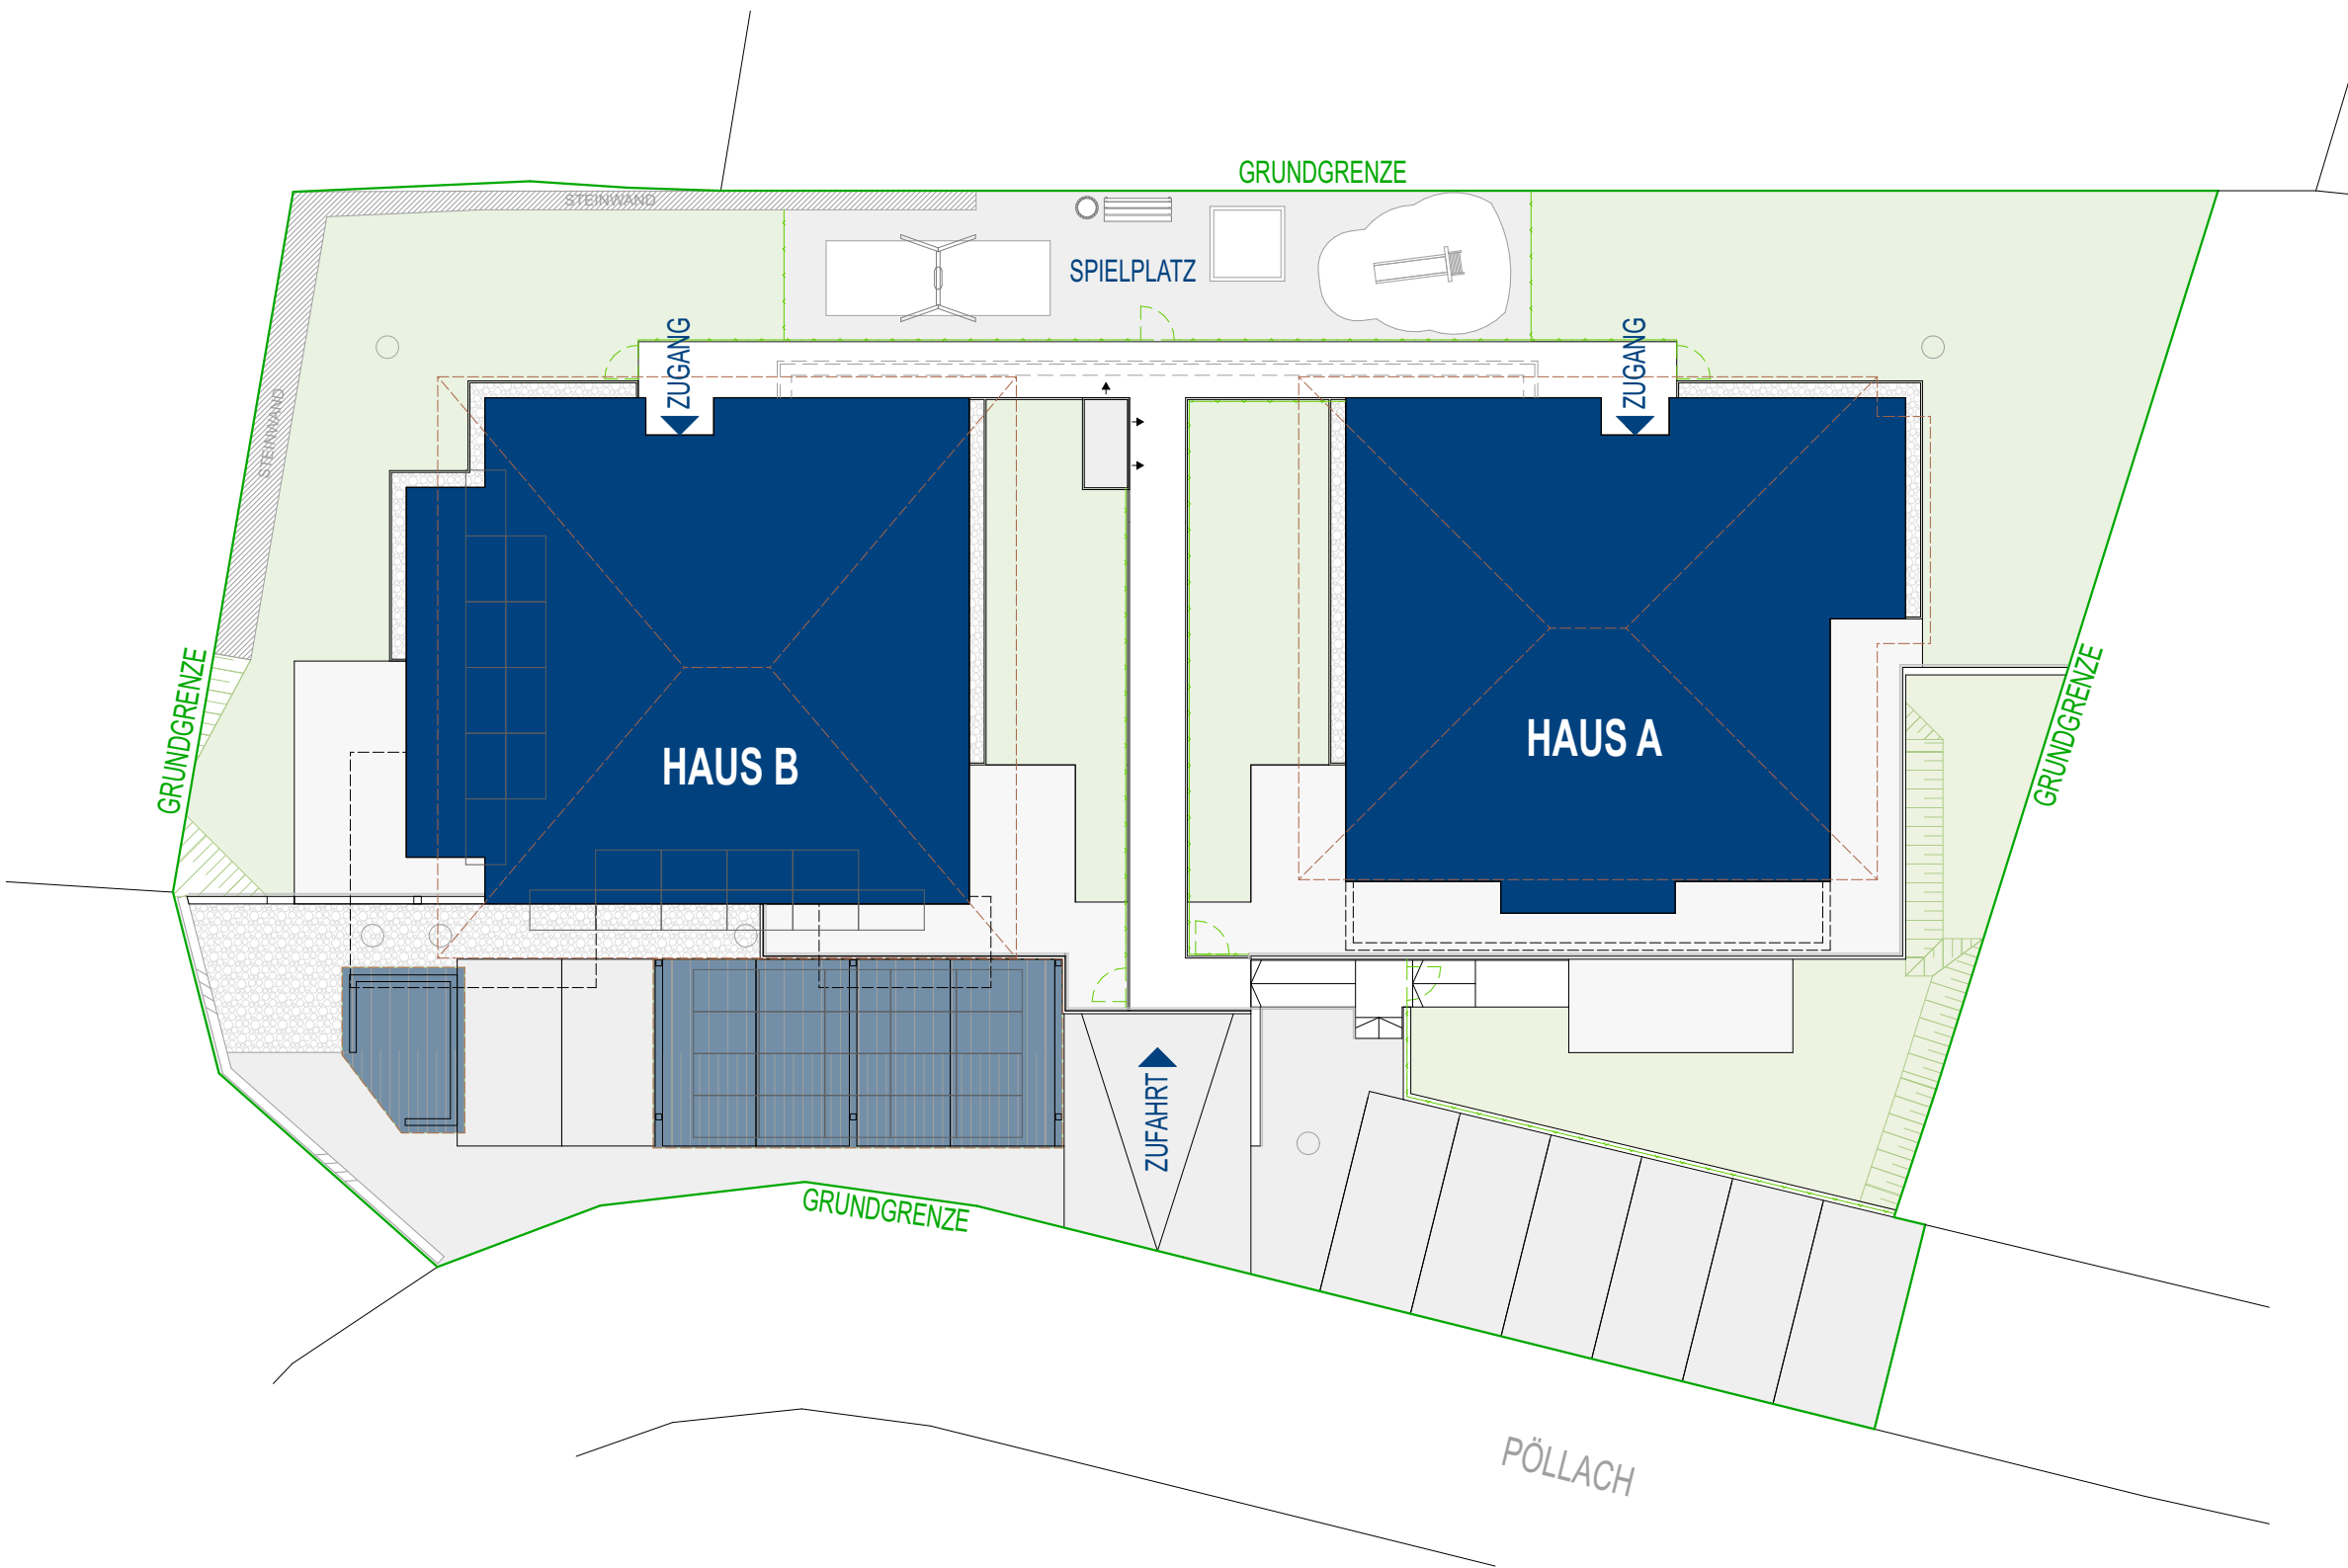 GRUNDGRENZE
STEINWAND
SPIELPLATZ
ZUGANG
ZUGANG
STEINWAND
GRUNDGRENZE
HAUS B
HAUS A
GRUNDGRENZE
ZUFAHRT
GRUNDGRENZE
PÖLLACH